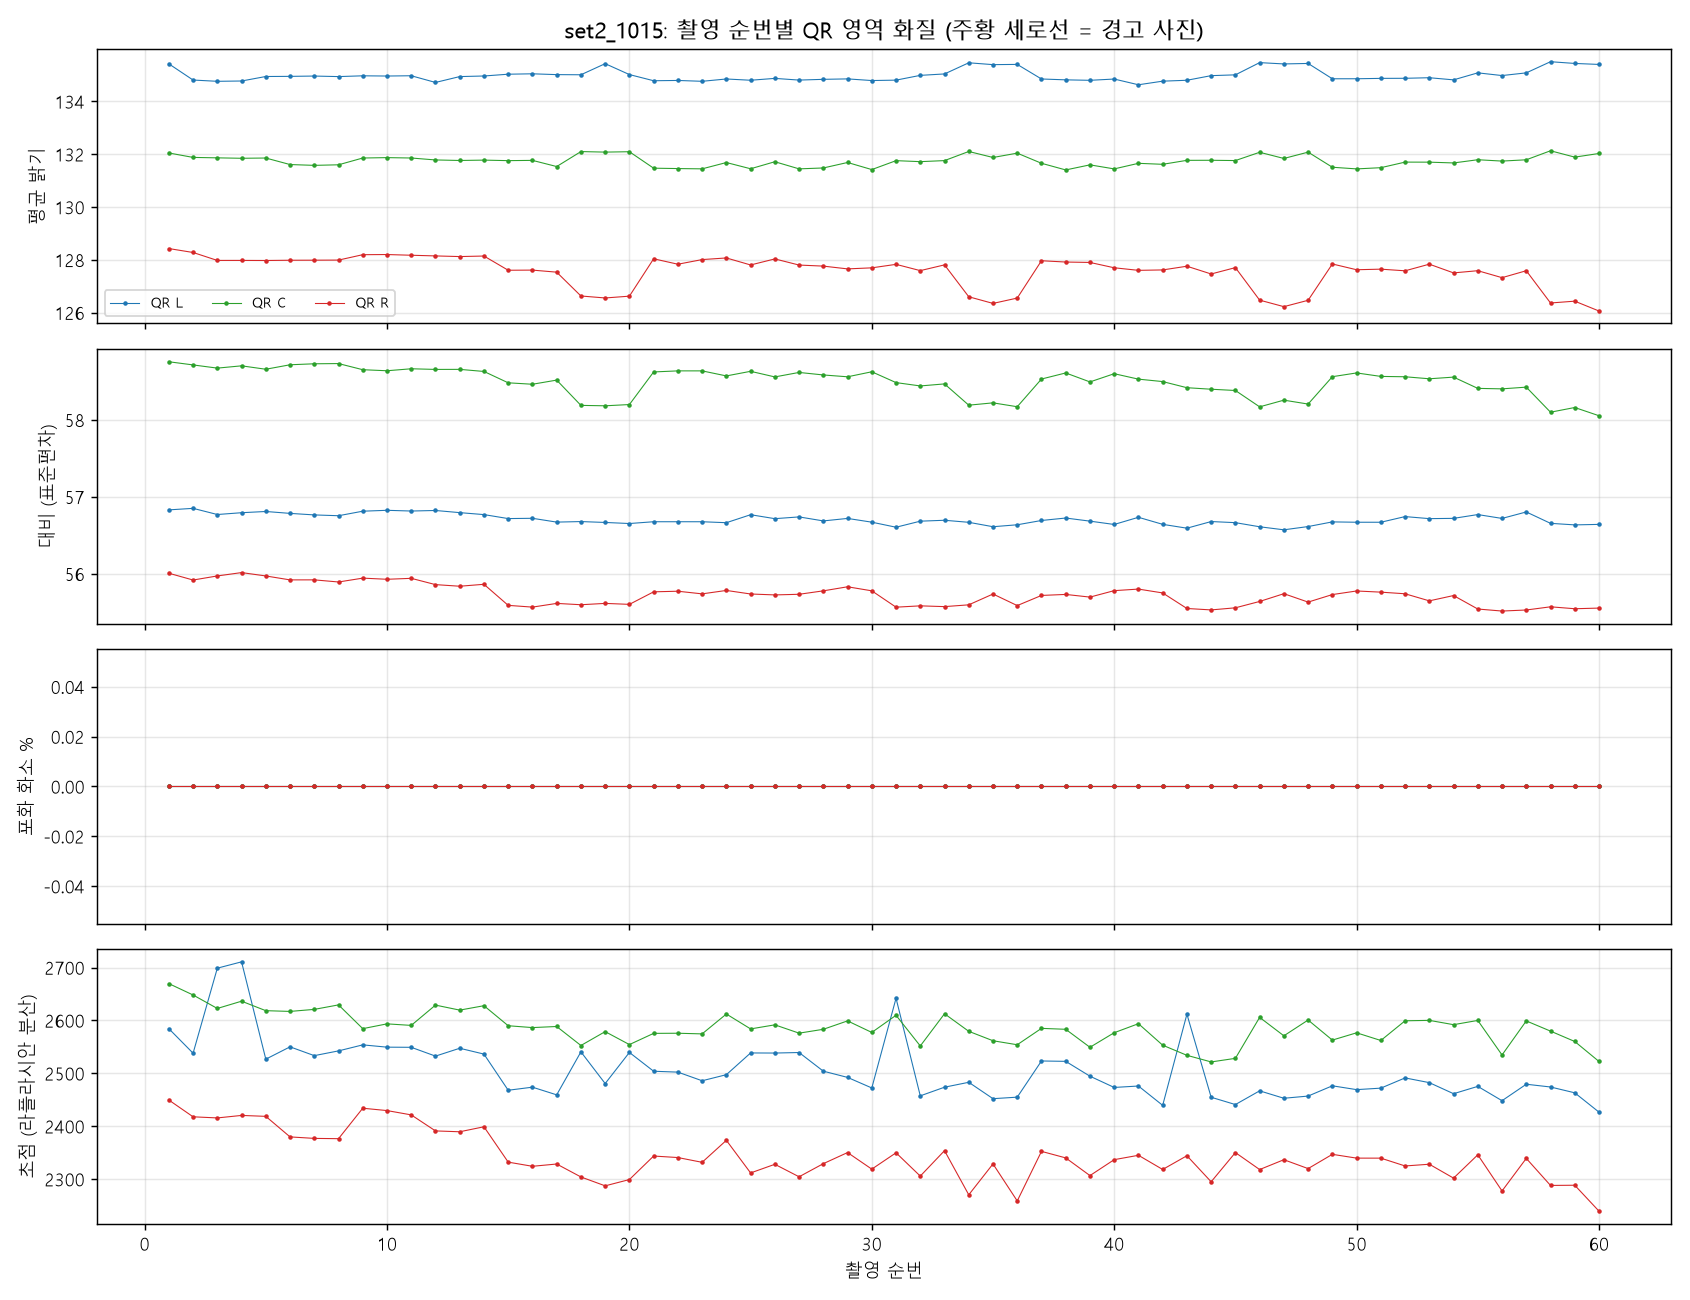 set2_1015: 촬영 순번별 QR 영역 화질 (주황 세로선 = 경고 사진)
평균 밝기
134
132
130
128
126
QR L QR C QR R
대비 (표준편차)
58
57
56
포화 화소 %
0.04
0.02
0.00
-0.02
-0.04
초점 (라플라시안 분산)
2700
2600
2500
2400
2300
0 10 20 30 40 50 60
촬영 순번